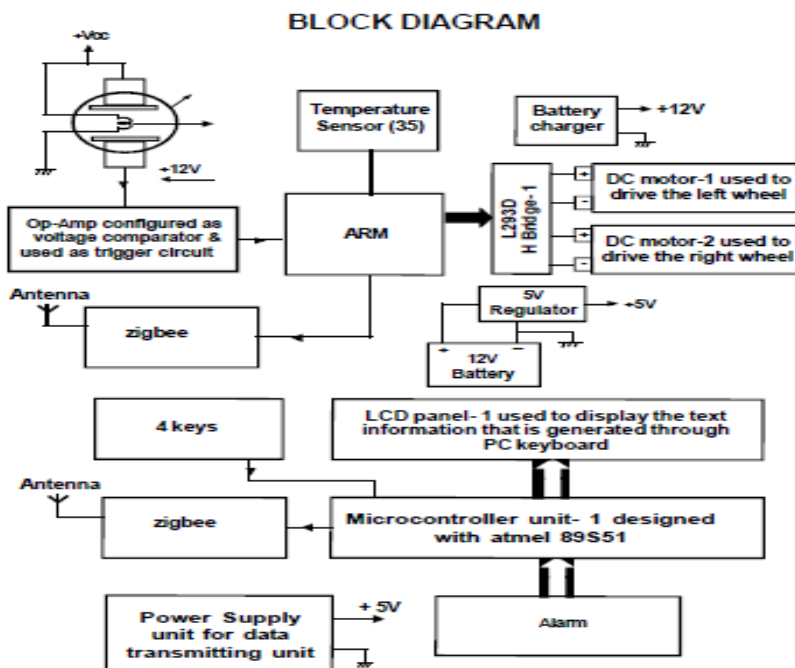 BLOCK DIAGRAM
+Vcc
+12V
Temperature
Sensor (35)
Battery
charger
+12V
Op-Amp configured as
voltage comparator &
used as trigger circuit
ARM
L293D
H Bridge-1
+
-
+
-
DC motor-1 used to
drive the left wheel
DC motor-2 used to
drive the right wheel
Antenna
zigbee
5V
Regulator
+5V
+
-
12V
Battery
4 keys
LCD panel- 1 used to display the text
information that is generated through
PC keyboard
Antenna
zigbee
Microcontroller unit- 1 designed
with atmel 89S51
Power Supply
unit for data
transmitting unit
+ 5V
Alarm